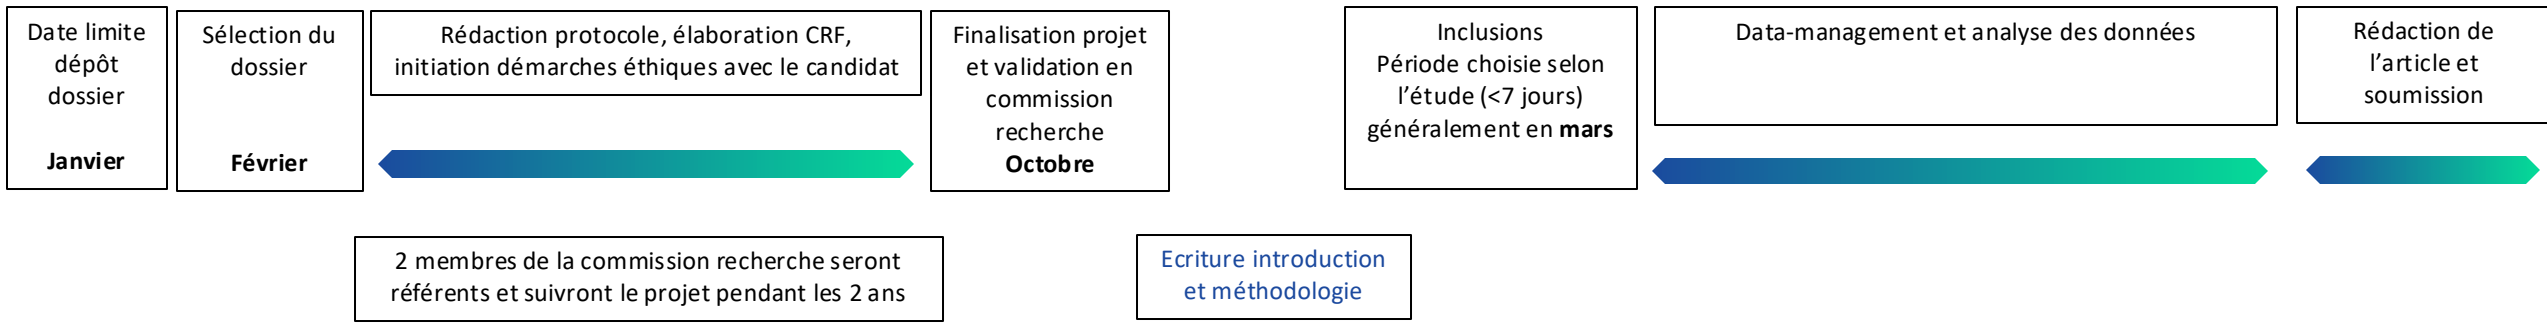 Date limite
dépôt
dossier
Janvier
Sélection du
dossier
Février
Rédaction protocole, élaboration CRF,
initiation démarches éthiques avec le candidat
Finalisation projet
et validation en
commission
recherche
Octobre
Inclusions
Période choisie selon
l’étude (<7 jours)
généralement en mars
Data-management et analyse des données
Rédaction de
l’article et
soumission
2 membres de la commission recherche seront
référents et suivront le projet pendant les 2 ans
Ecriture introduction
et méthodologie